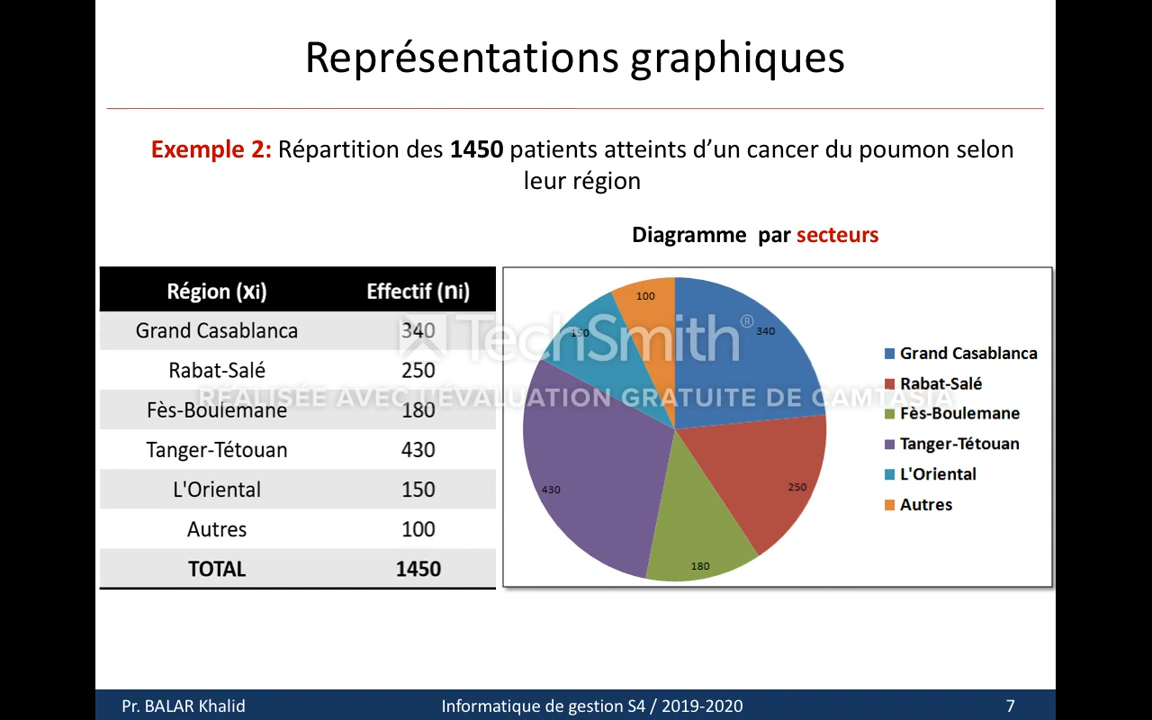 Représentations graphiques
Exemple 2: Répartition des 1450 patients atteints d’un cancer du poumon selon
leur région
Diagramme par secteurs
Région (xi) Effectif (ni)
Grand Casablanca 340
Rabat-Salé 250
Fès-Boulemane 180
Tanger-Tétouan 430
L'Oriental 150
Autres 100
TOTAL 1450
100
340
150
250
430
180
Grand Casablanca
Rabat-Salé
Fès-Boulemane
Tanger-Tétouan
L'Oriental
Autres
TechSmith®
RÉALISÉE AVEC L'ÉVALUATION GRATUITE DE CAMTASIA
Pr. BALAR Khalid Informatique de gestion S4 / 2019-2020 7